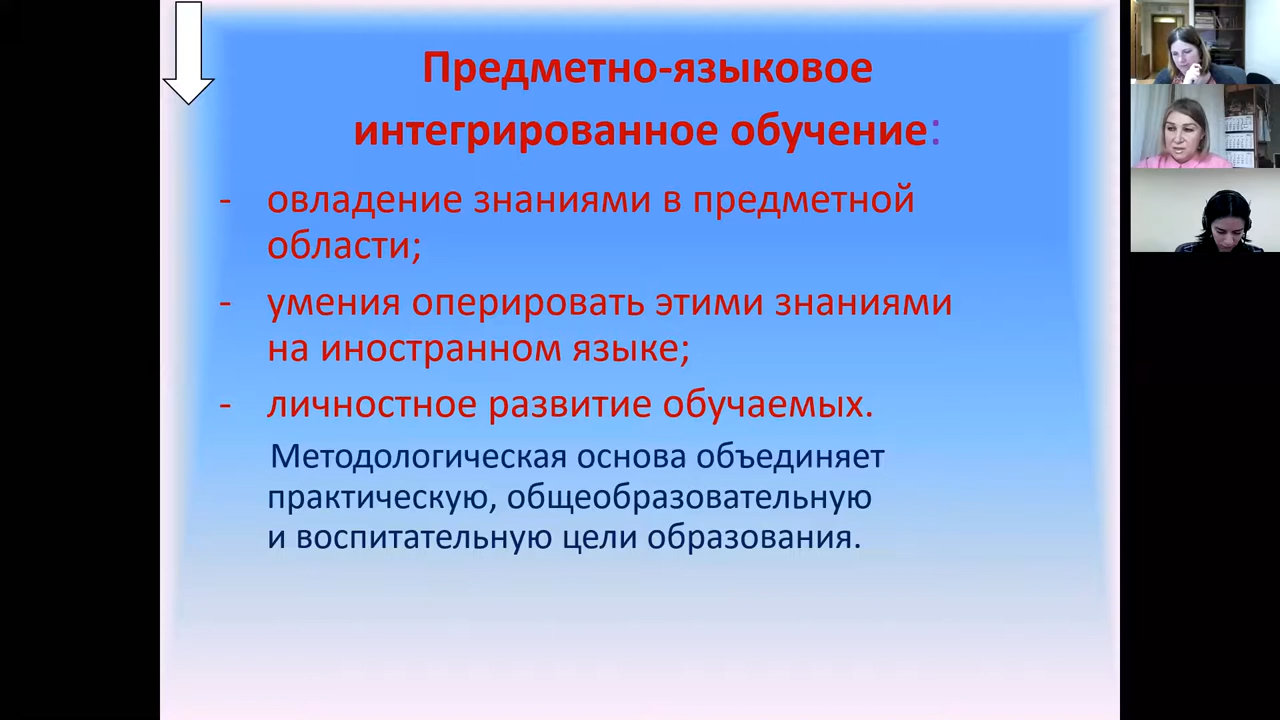 Предметно-языковое
интегрированное обучение:
- овладение знаниями в предметной
области;
- умения оперировать этими знаниями
на иностранном языке;
- личностное развитие обучаемых.
Методологическая основа объединяет
практическую, общеобразовательную
и воспитательную цели образования.